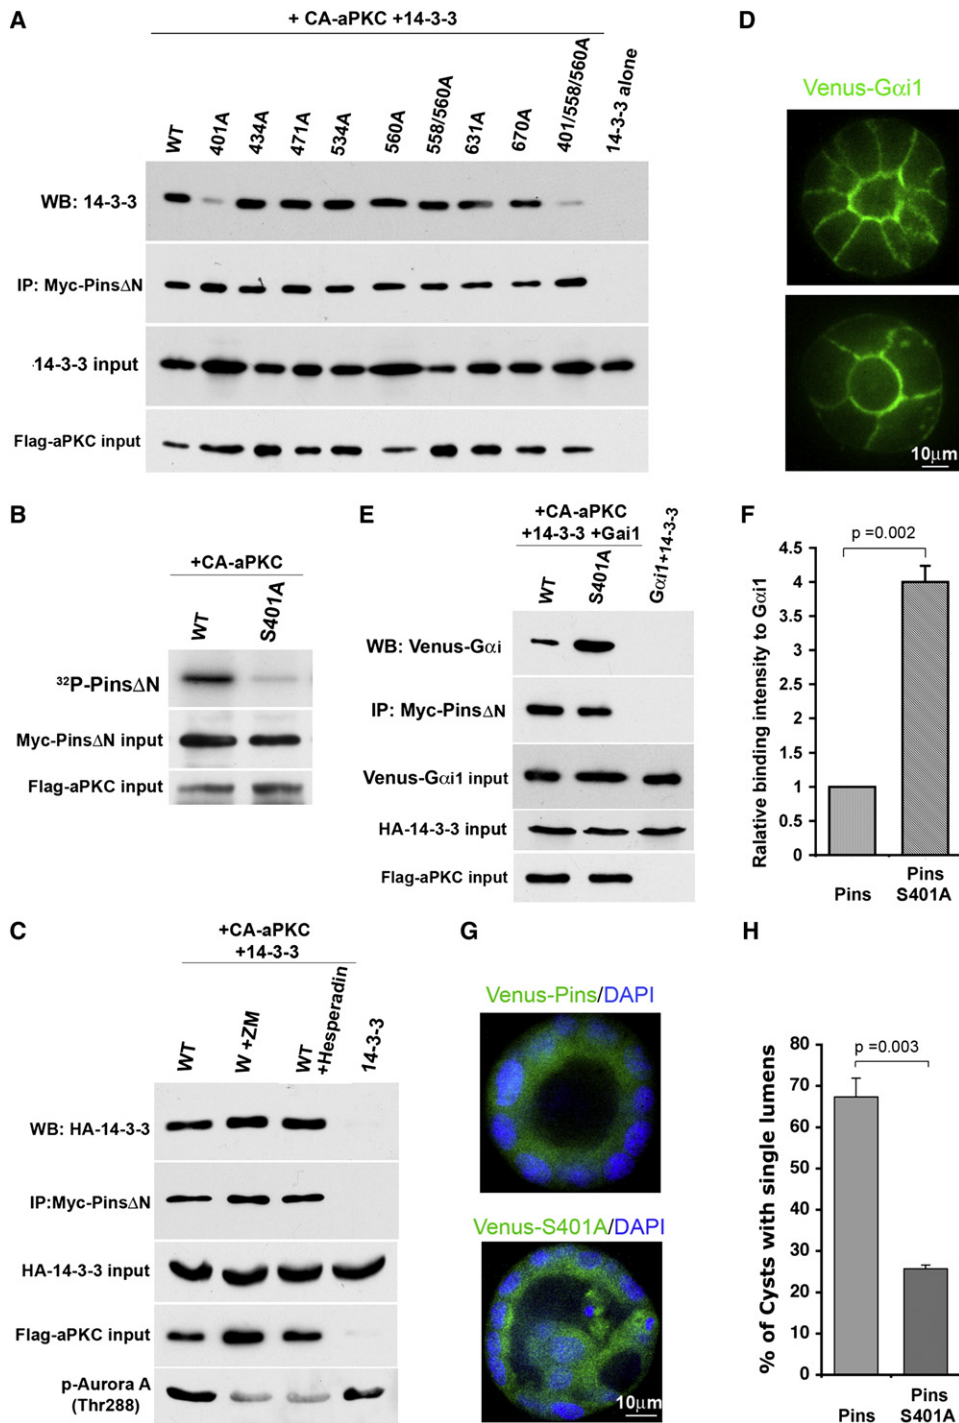 A
+ CA-aPKC +14-3-3
WT
401A
434A
471A
534A
560A
558/560A
631A
670A
401/558/560A
14-3-3 alone
WB: 14-3-3
IP: Myc-PinsΔN
14-3-3 input
Flag-aPKC input
D
Venus-Gαi1
10μm
B
+CA-aPKC
WT
S401A
32P-PinsΔN
Myc-PinsΔN input
Flag-aPKC input
E
+CA-aPKC
+14-3-3 +Gai1
WT
S401A
Gαi1+14-3-3
WB: Venus-Gαi
IP: Myc-PinsΔN
Venus-Gαi1 input
HA-14-3-3 input
Flag-aPKC input
F
p =0.002
Ralative binding intensity to Gαi1
4.5
4
3.5
3
2.5
2
1.5
1
0.5
0
Pins
Pins
S401A
C
+CA-aPKC
+14-3-3
WT
W +ZM
WT
+Hesperadin
14-3-3
WB: HA-14-3-3
IP:Myc-PinsΔN
HA-14-3-3 input
Flag-aPKC input
p-Aurora A
(Thr288)
G
Venus-Pins/DAPI
Venus-S401A/DAPI
10μm
H
p =0.003
% of Cysts with single lumens
80
70
60
50
40
30
20
10
0
Pins
Pins
S401A